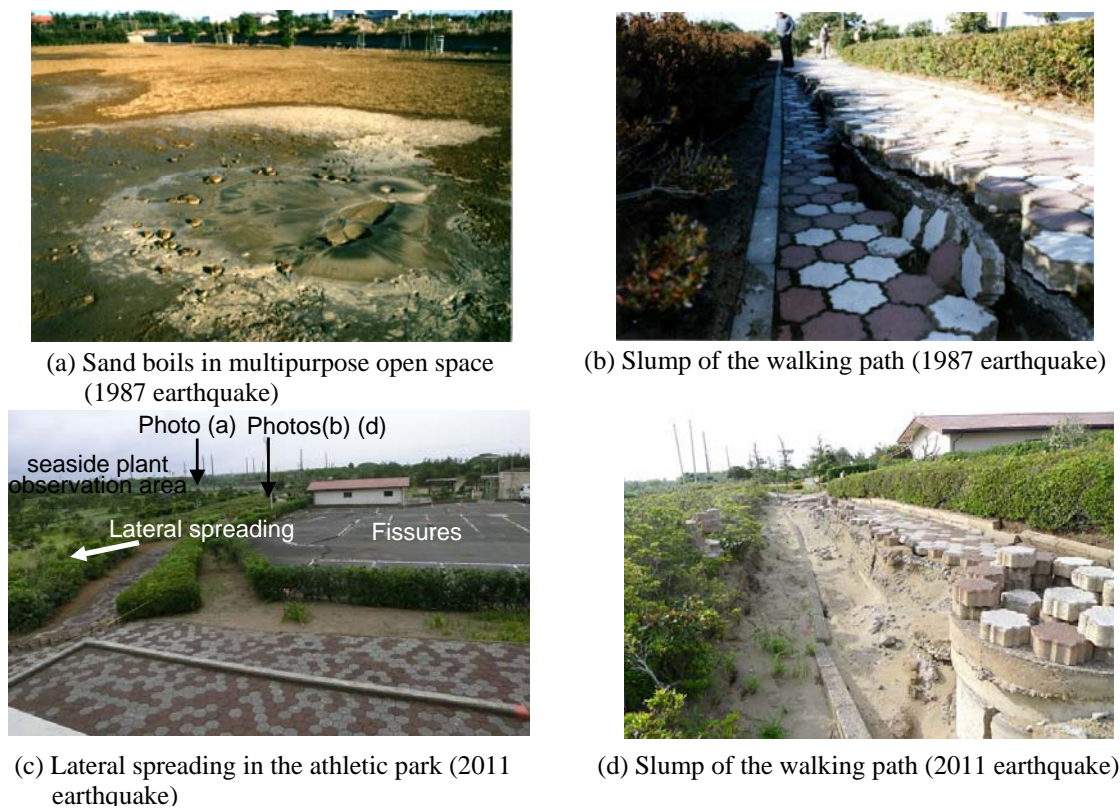 (a) Sand boils in multipurpose open space
(1987 earthquake)
(b) Slump of the walking path (1987 earthquake)
Photo (a) Photos(b) (d)
seaside plant
observation area
Lateral spreading
Fissures
(c) Lateral spreading in the athletic park (2011
earthquake)
(d) Slump of the walking path (2011 earthquake)